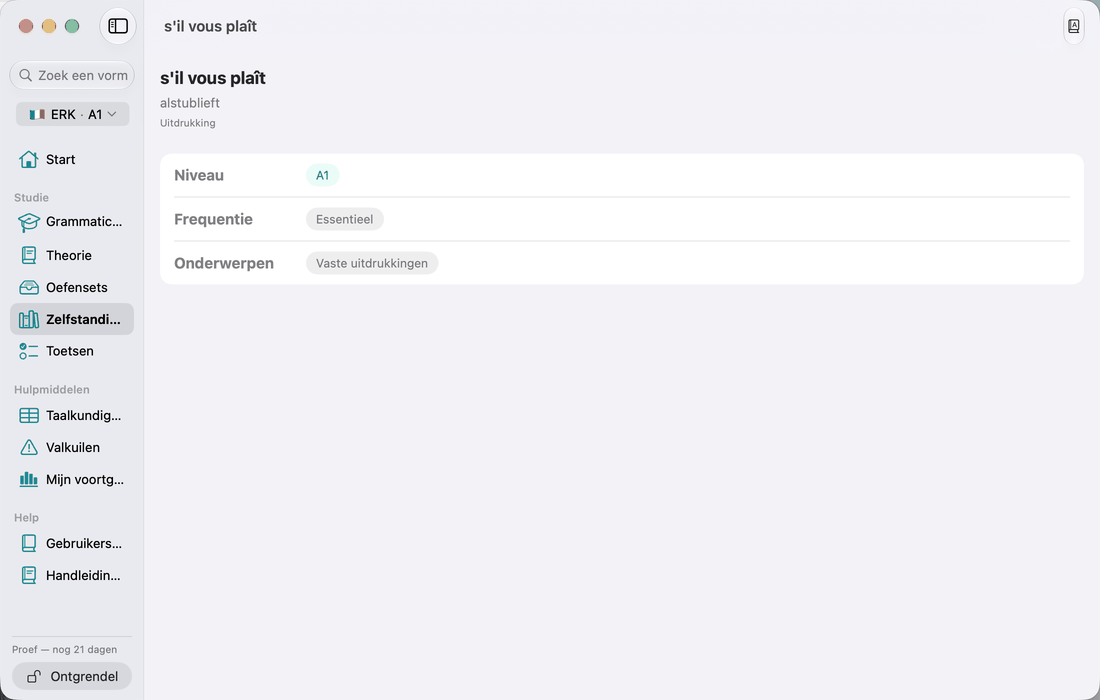 s'il vous plaît
Zoek een vorm
ERK · A1
Start
Studie
Grammatic...
Theorie
Oefensets
Zelfstandi...
Toetsen
Hulpmiddelen
Taalkundig...
Valkuilen
Mijn voortg...
Help
Gebruikers...
Handleidin...
Proef — nog 21 dagen
Ontgrendel
s'il vous plaît
alstublieft
Uitdrukking
Niveau A1
Frequentie Essentieel
Onderwerpen Vaste uitdrukkingen